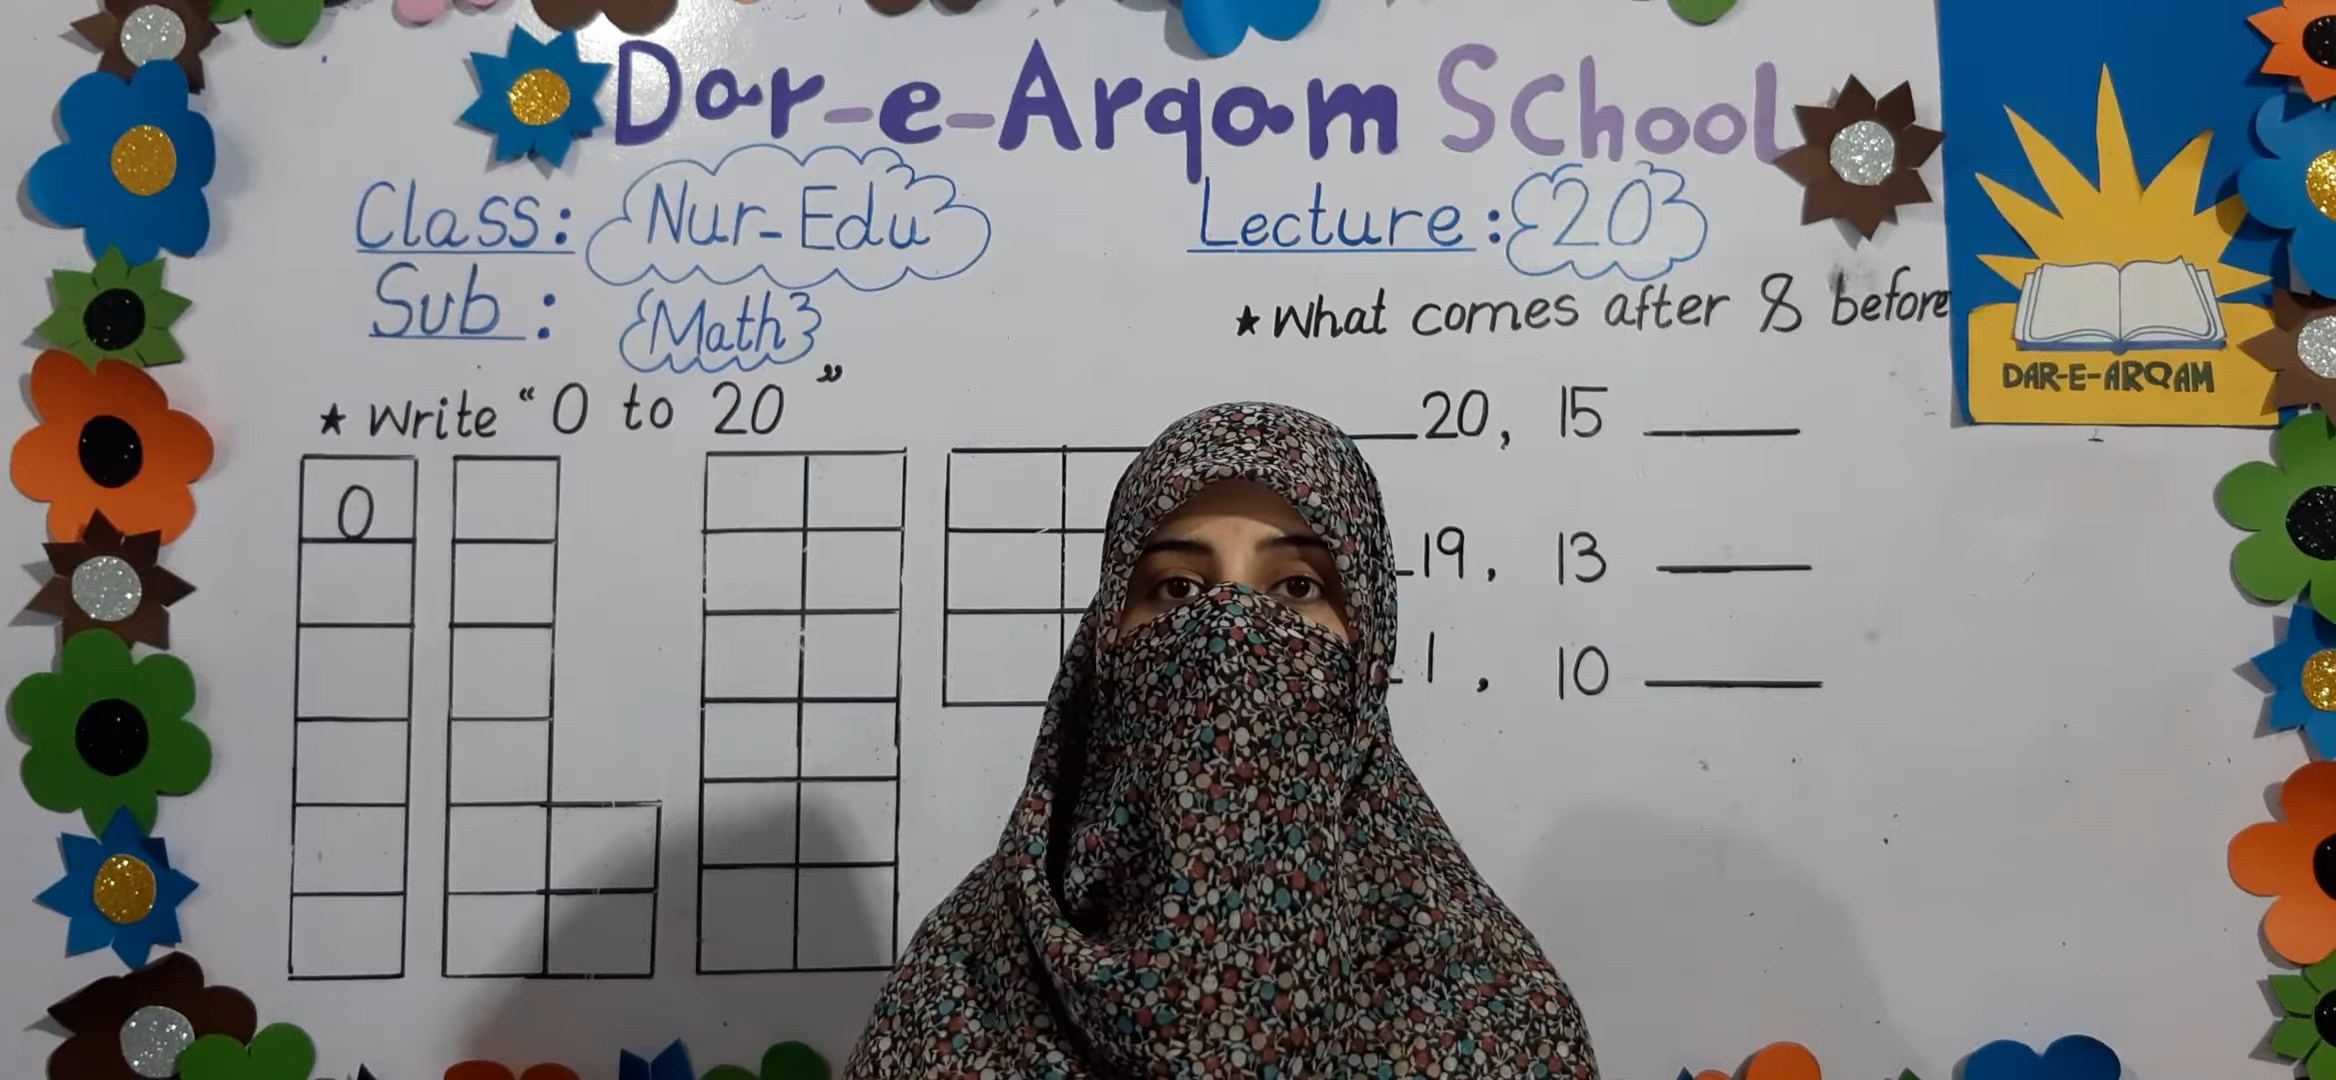 Dar-e-Arqam School
Class: Nur-Edu
Lecture: 20
Sub: Math
★ What comes after & before
★ Write "0 to 20"
0
20, 15
19, 13
1, 10
DAR-E-ARQAM